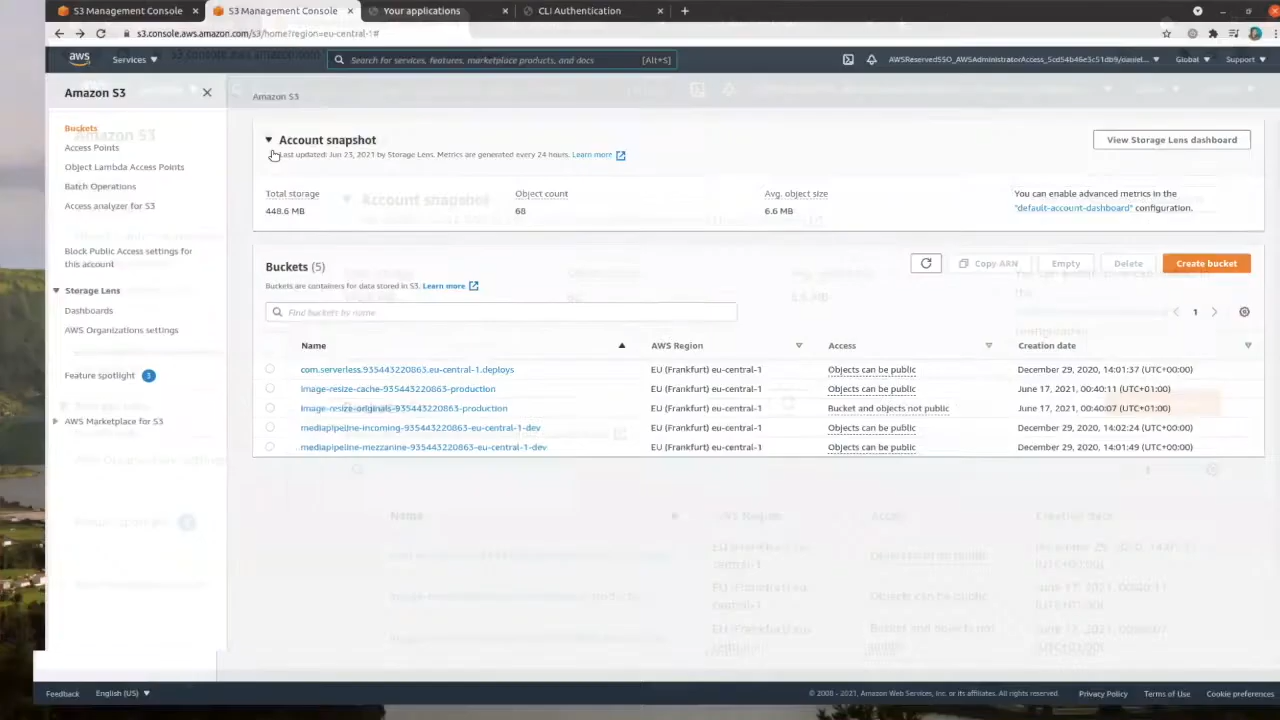 S3 Management Console
S3 Management Console
Your applications
CLI Authentication
s3.console.aws.amazon.com/s3/home?region=eu-central-1#
aws
Services
Search for services, features, marketplace products, and docs
[Alt+S]
Global
Support
Amazon S3
Amazon S3
Buckets
Access Points
Object Lambda Access Points
Batch Operations
Access analyzer for S3
Block Public Access settings for
this account
Storage Lens
Dashboards
AWS Organizations settings
Feature spotlight 3
AWS Marketplace for S3
Account snapshot
View Storage Lens dashboard
Last updated: Jun 23, 2021 by Storage Lens. Metrics are generated every 24 hours. Learn more
Total storage
Object count
Avg. object size
448.6 MB
68
6.6 MB
You can enable advanced metrics in the
"default-account-dashboard" configuration.
Buckets (5)
Copy ARN
Empty
Delete
Create bucket
Buckets are containers for data stored in S3. Learn more
Find buckets by name
1
Name AWS Region Access Creation date
com.serverless.935443220863.eu-central-1.deploys EU (Frankfurt) eu-central-1 Objects can be public December 29, 2020, 14:01:37 (UTC+00:00)
image-resize-cache-935443220863-production EU (Frankfurt) eu-central-1 Objects can be public June 17, 2021, 00:40:11 (UTC+01:00)
image-resize-originals-935443220863-production EU (Frankfurt) eu-central-1 Bucket and objects not public June 17, 2021, 00:40:07 (UTC+01:00)
mediapipeline-incoming-935443220863-eu-central-1-dev EU (Frankfurt) eu-central-1 Objects can be public December 29, 2020, 14:02:24 (UTC+00:00)
mediapipeline-mezzanine-935443220863-eu-central-1-dev EU (Frankfurt) eu-central-1 Objects can be public December 29, 2020, 14:01:49 (UTC+00:00)
Feedback
English (US)
© 2008 - 2021, Amazon Web Services, Inc. or its affiliates. All rights reserved.
Privacy Policy
Terms of Use
Cookie preferences